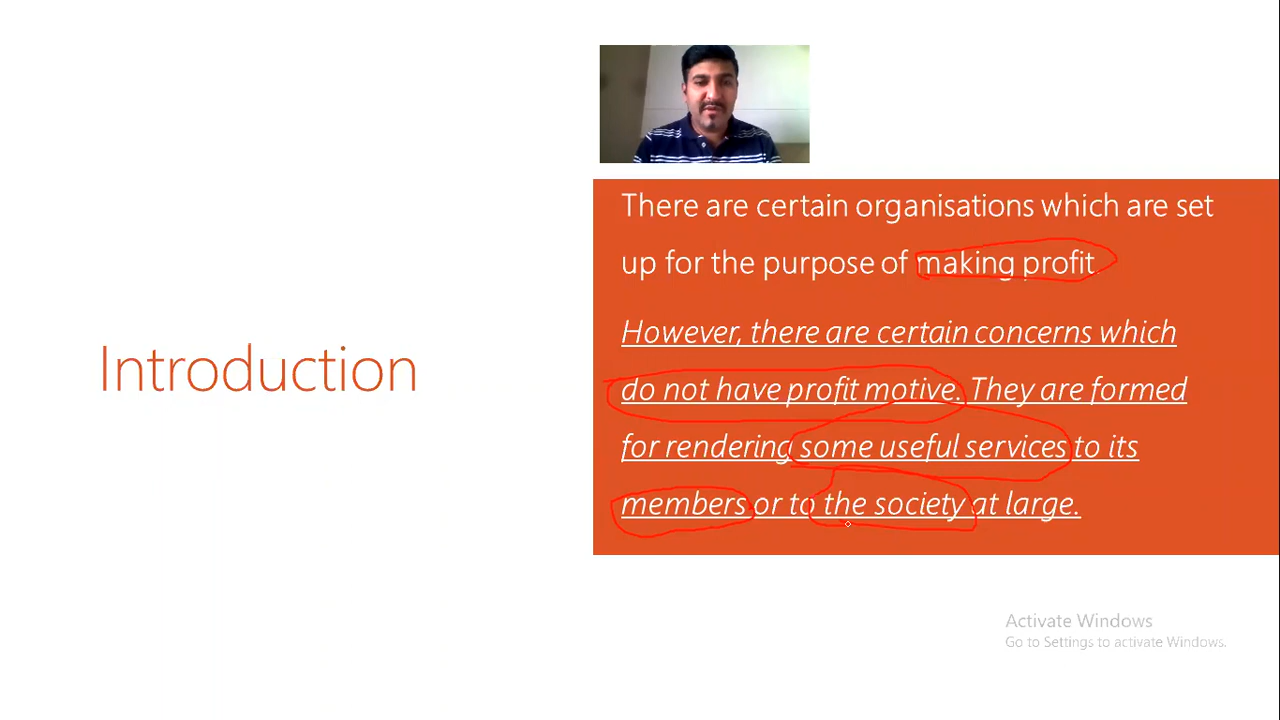 Introduction
There are certain organisations which are set
up for the purpose of making profit.
However, there are certain concerns which
do not have profit motive. They are formed
for rendering some useful services to its
members or to the society at large.
Activate Windows
Go to Settings to activate Windows.